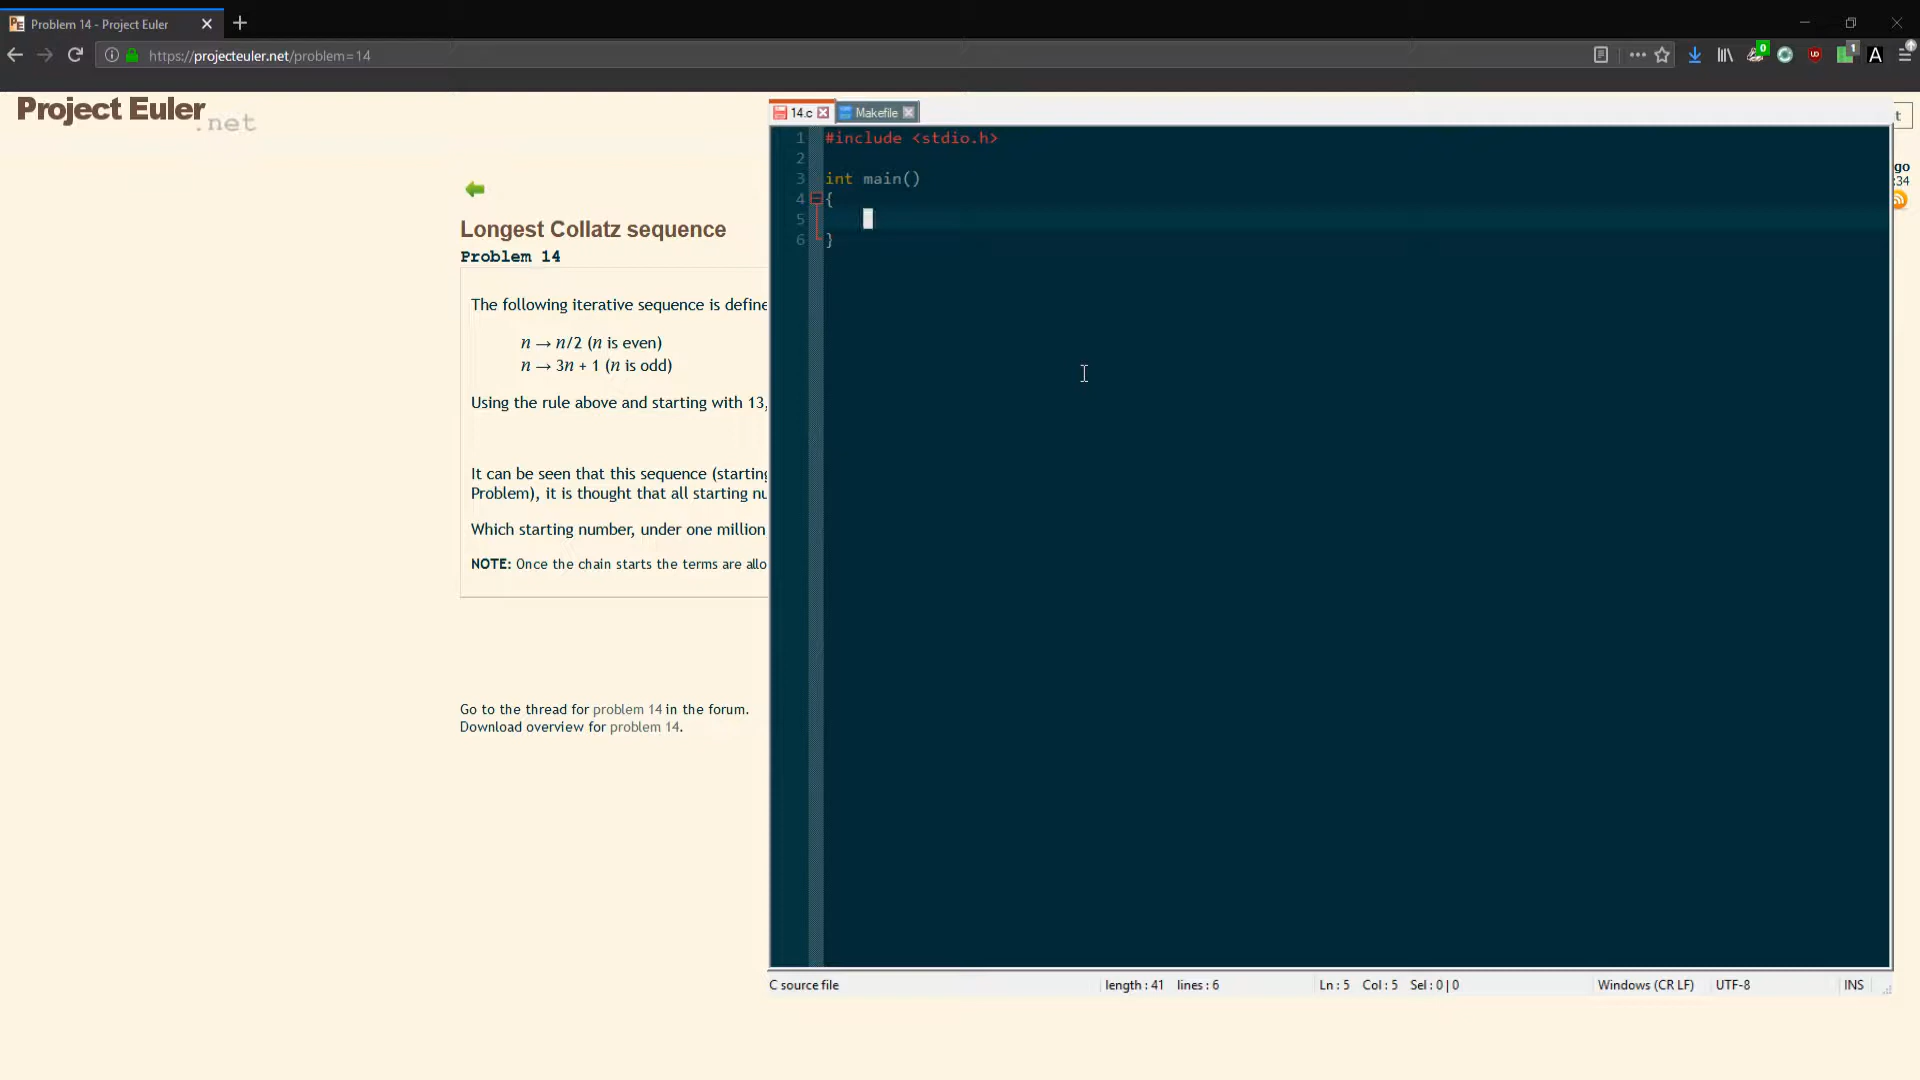 Problem 14 - Project Euler
https://projecteuler.net/problem=14
0
1
A
Project Euler
.net
Longest Collatz sequence
Problem 14
The following iterative sequence is define
n → n/2 (n is even)
n → 3n + 1 (n is odd)
Using the rule above and starting with 13,
It can be seen that this sequence (starting
Problem), it is thought that all starting nu
Which starting number, under one million
NOTE: Once the chain starts the terms are allo
Go to the thread for problem 14 in the forum.
Download overview for problem 14.
14.c
Makefile
1 #include <stdio.h>
2
3 int main()
4 {
5
6 }
C source file
length : 41 lines : 6
Ln : 5 Col : 5 Sel : 0 | 0
Windows (CR LF)
UTF-8
INS
t
go
:34